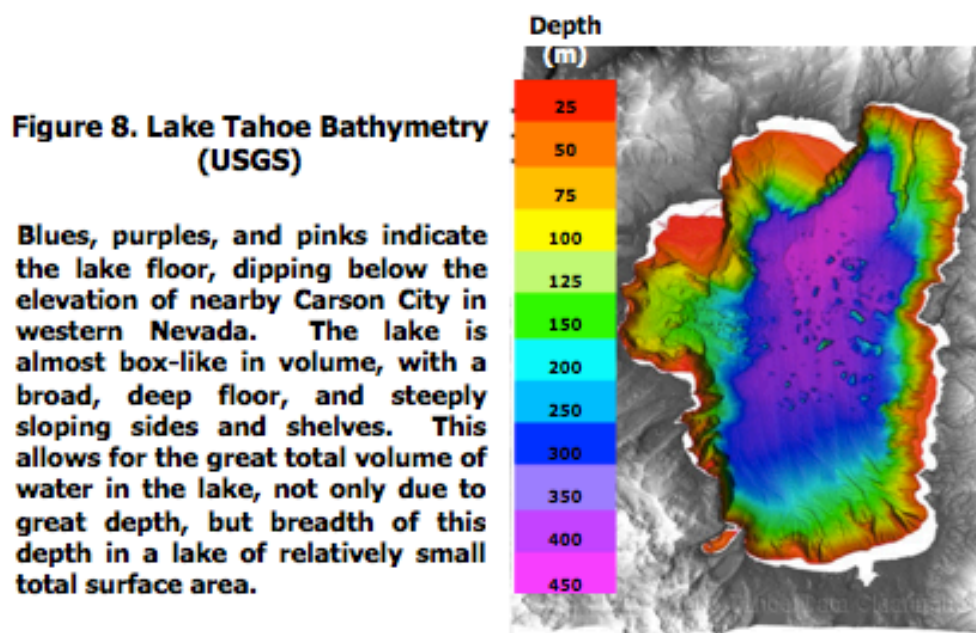 Depth
(m)
25
50
75
100
125
150
200
250
300
350
400
450
Figure 8. Lake Tahoe Bathymetry
(USGS)
Blues, purples, and pinks indicate
the lake floor, dipping below the
elevation of nearby Carson City in
western Nevada. The lake is
almost box-like in volume, with a
broad, deep floor, and steeply
sloping sides and shelves. This
allows for the great total volume of
water in the lake, not only due to
great depth, but breadth of this
depth in a lake of relatively small
total surface area.